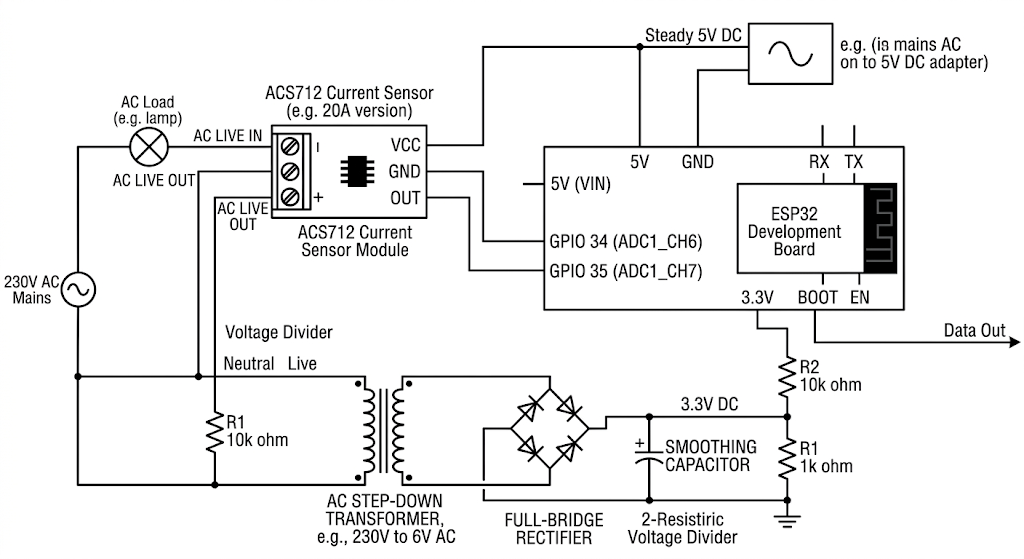 Steady 5V DC
e.g. (is mains AC
on to 5V DC adapter)
ACS712 Current Sensor
(e.g. 20A version)
AC Load
(e.g. lamp)
AC LIVE IN
AC LIVE OUT
AC LIVE
OUT
I
+
VCC
GND
OUT
ACS712 Current
Sensor Module
5V
GND
RX
TX
5V (VIN)
ESP32
Development
Board
GPIO 34 (ADC1_CH6)
GPIO 35 (ADC1_CH7)
3.3V
BOOT
EN
Data Out
230V AC
Mains
Voltage Divider
Neutral Live
R1
10k ohm
R2
10k ohm
3.3V DC
+
SMOOTHING
CAPACITOR
R1
1k ohm
AC STEP-DOWN
TRANSFORMER,
e.g., 230V to 6V AC
FULL-BRIDGE
RECTIFIER
2-Resistiric
Voltage Divider